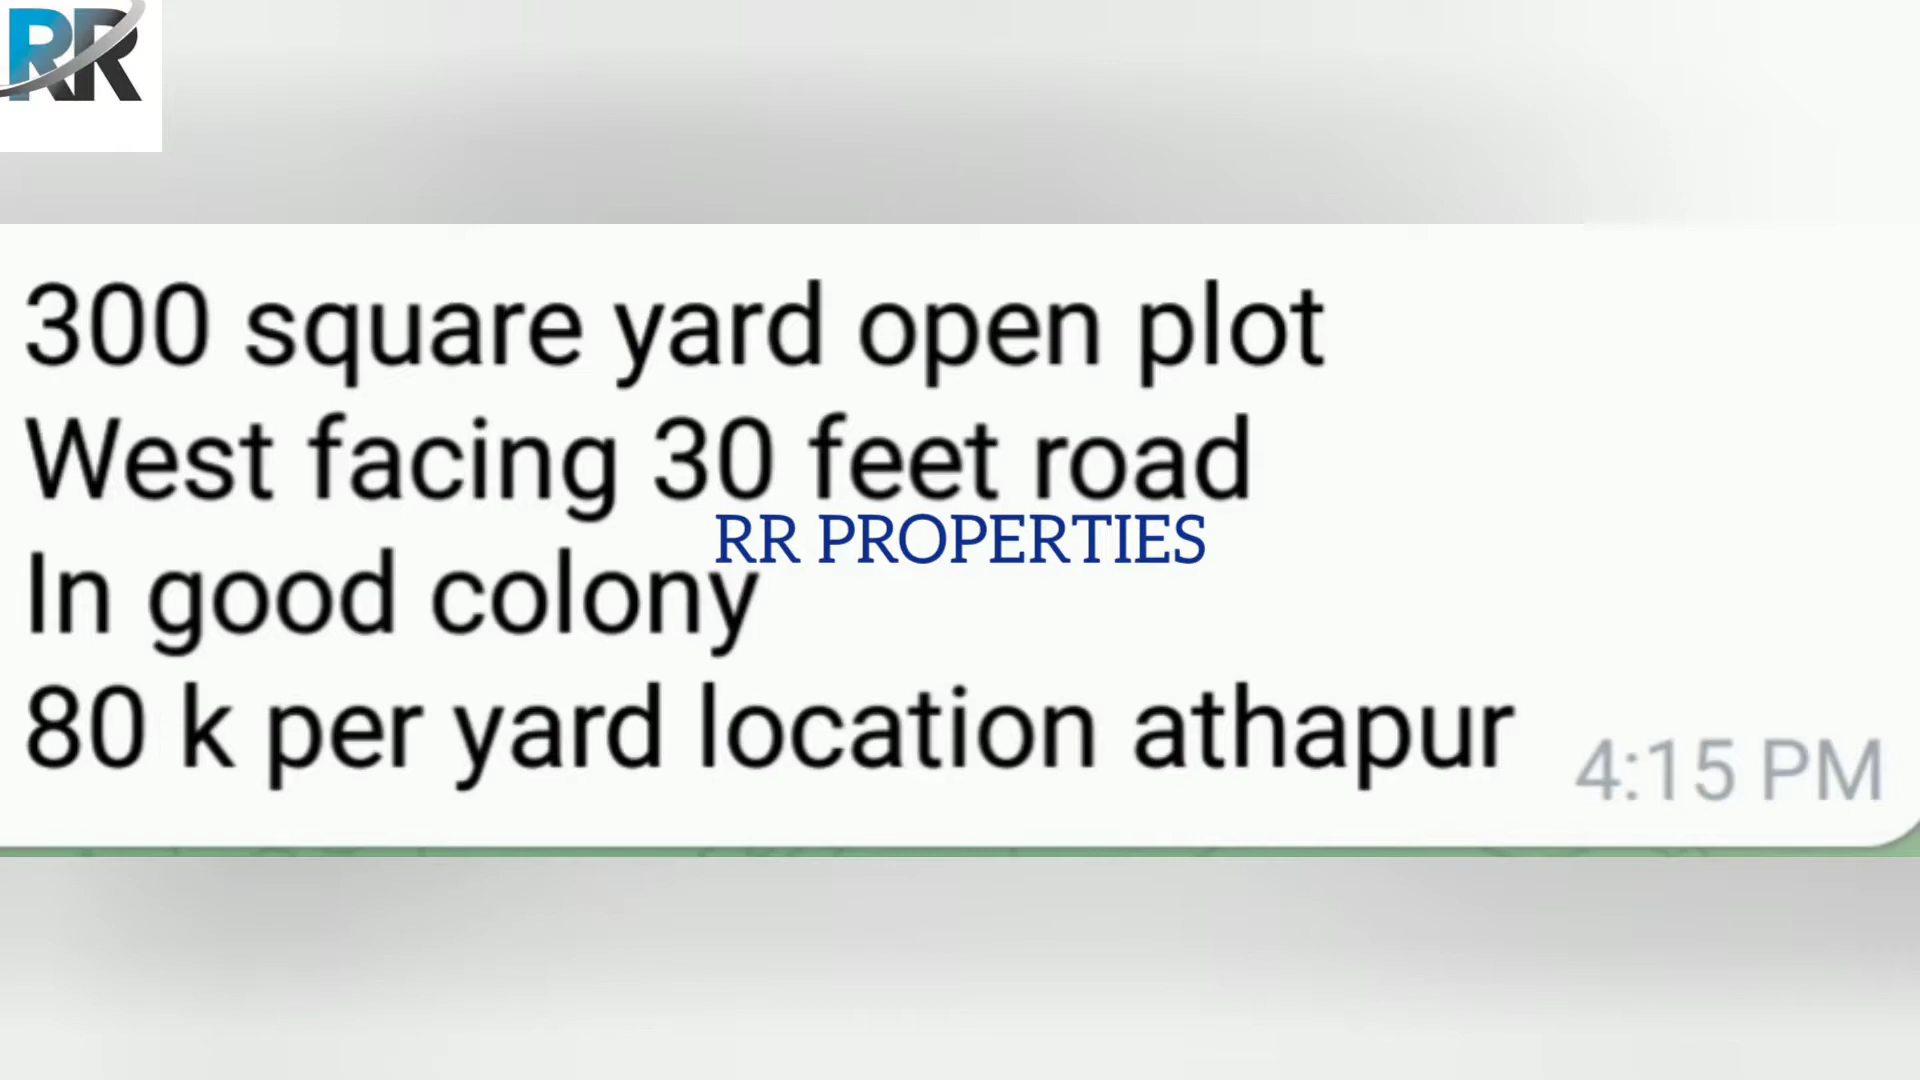 RR
300 square yard open plot
West facing 30 feet road
RR PROPERTIES
In good colony
80 k per yard location athapur
4:15 PM